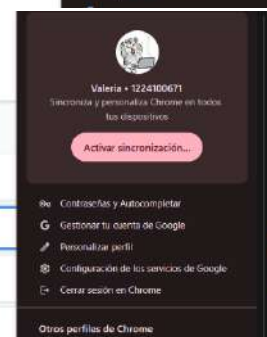 Valeria • 1224100671
Sincroniza y personaliza Chrome en todos
tus dispositivos
Activar sincronización...
Contraseñas y Autocompletar
Gestionar tu cuenta de Google
Personalizar perfil
Configuración de los servicios de Google
Cerrar sesión en Chrome
Otros perfiles de Chrome